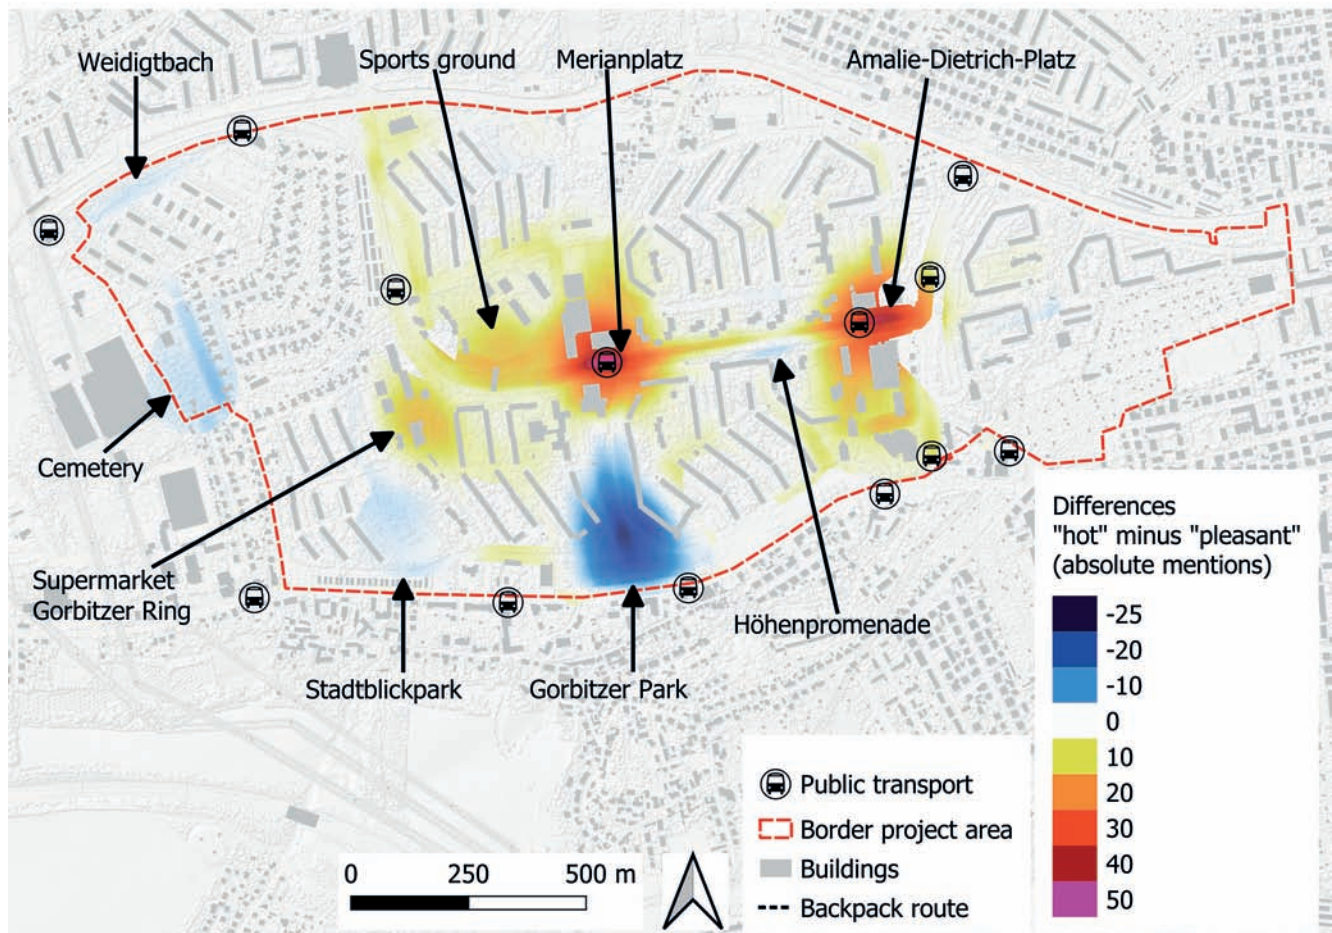 Weidigtbach
Sports ground
Merianplatz
Amalie-Dietrich-Platz
Cemetery
Supermarket
Gorbitzer Ring
Stadtblickpark
Gorbitzer Park
Höhenpromenade
Differences
"hot" minus "pleasant"
(absolute mentions)
-25
-20
-10
0
10
20
30
40
50
Public transport
Border project area
Buildings
Backpack route
0 250 500 m